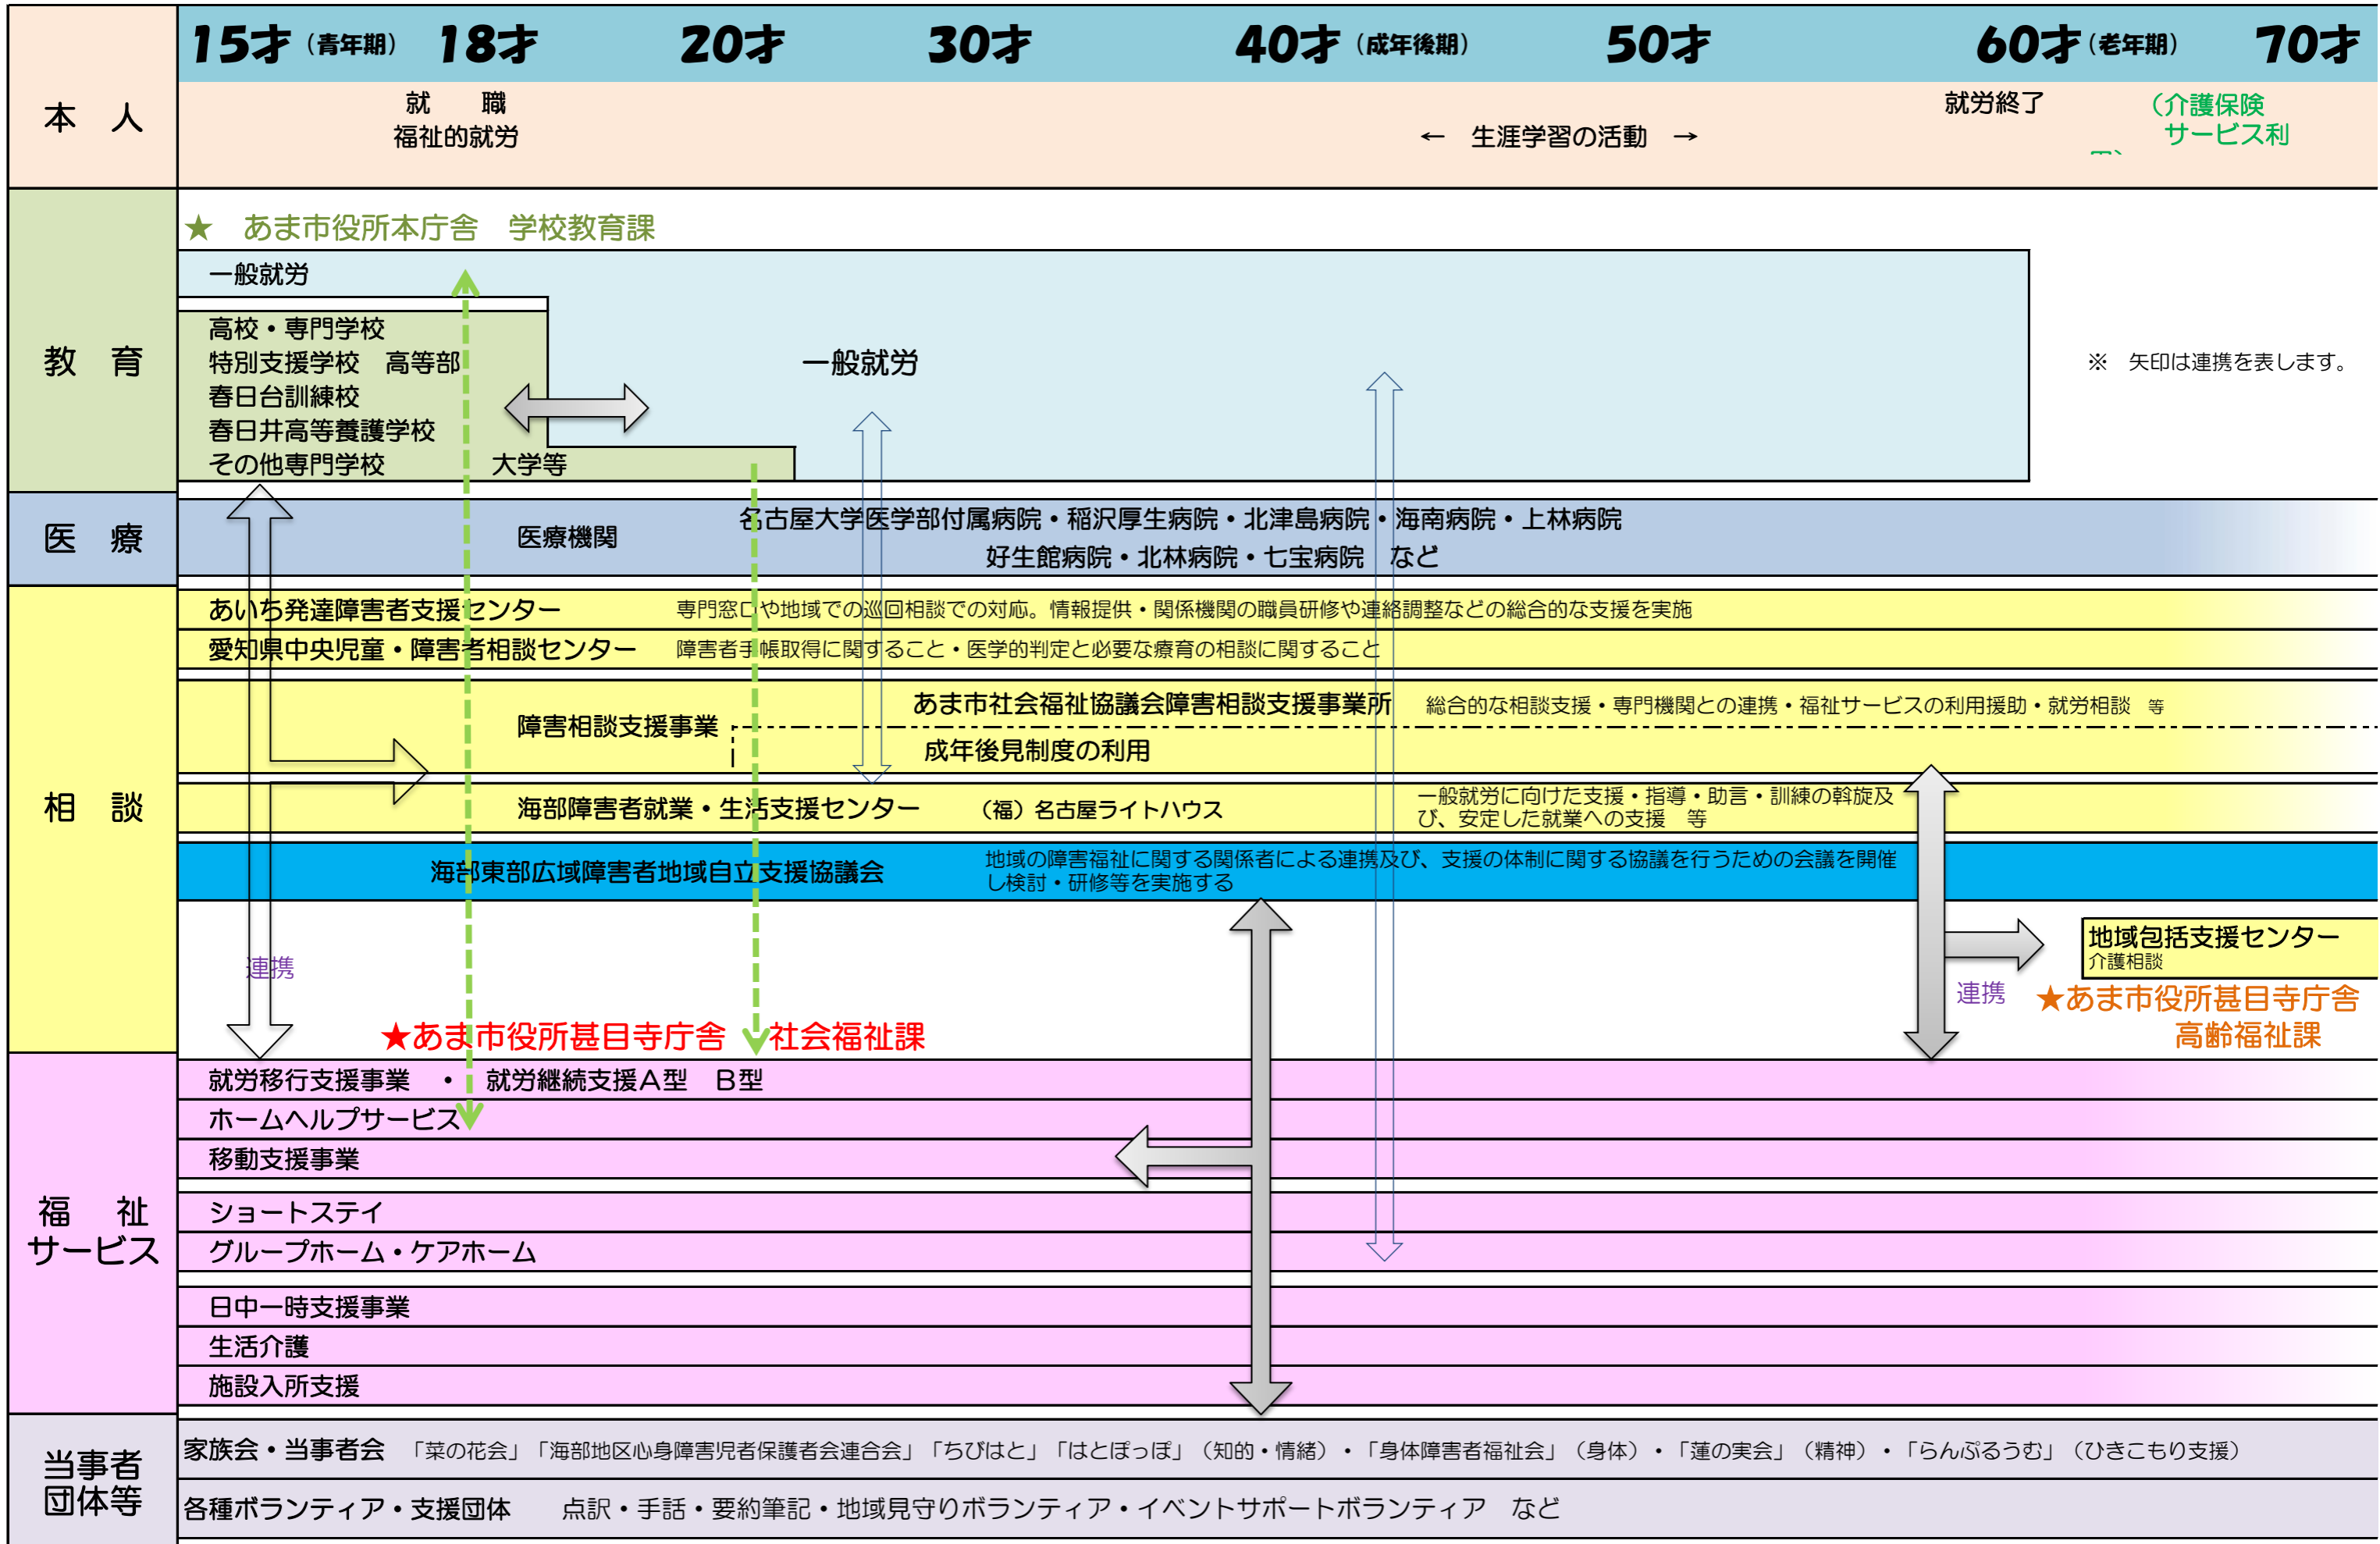 15才（青年期） 18才 20才 30才 40才（成年後期） 50才 60才（老年期） 70才
本　人
就　　職
福祉的就労
←　生涯学習の活動　→
就労終了
（介護保険
サービス利
教　育
★　あま市役所本庁舎　学校教育課
一般就労
高校・専門学校
特別支援学校　高等部
春日台訓練校
春日井高等養護学校
その他専門学校　大学等
一般就労
※　矢印は連携を表します。
医　療
医療機関
名古屋大学医学部付属病院・稲沢厚生病院・北津島病院・海南病院・上林病院
好生館病院・北林病院・七宝病院　など
相　談
あいち発達障害者支援センター　専門窓口や地域での巡回相談での対応。情報提供・関係機関の職員研修や連絡調整などの総合的な支援を実施
愛知県中央児童・障害者相談センター　障害者手帳取得に関すること・医学的判定と必要な療育の相談に関すること
障害相談支援事業
あま市社会福祉協議会障害相談支援事業所　総合的な相談支援・専門機関との連携・福祉サービスの利用援助・就労相談　等
成年後見制度の利用
海部障害者就業・生活支援センター　（福）名古屋ライトハウス
一般就労に向けた支援・指導・助言・訓練の斡旋及
び、安定した就業への支援　等
海部東部広域障害者地域自立支援協議会
地域の障害福祉に関する関係者による連携及び、支援の体制に関する協議を行うための会議を開催
し検討・研修等を実施する
連携
地域包括支援センター
介護相談
連携
★あま市役所甚目寺庁舎
高齢福祉課
★あま市役所甚目寺庁舎　社会福祉課
福　祉
サービス
就労移行支援事業　・　就労継続支援Ａ型　Ｂ型
ホームヘルプサービス
移動支援事業
ショートステイ
グループホーム・ケアホーム
日中一時支援事業
生活介護
施設入所支援
当事者
団体等
家族会・当事者会　「菜の花会」「海部地区心身障害児者保護者会連合会」「ちびはと」「はとぽっぽ」（知的・情緒）・「身体障害者福祉会」（身体）・「蓮の実会」（精神）・「らんぷるうむ」（ひきこもり支援）
各種ボランティア・支援団体　点訳・手話・要約筆記・地域見守りボランティア・イベントサポートボランティア　など